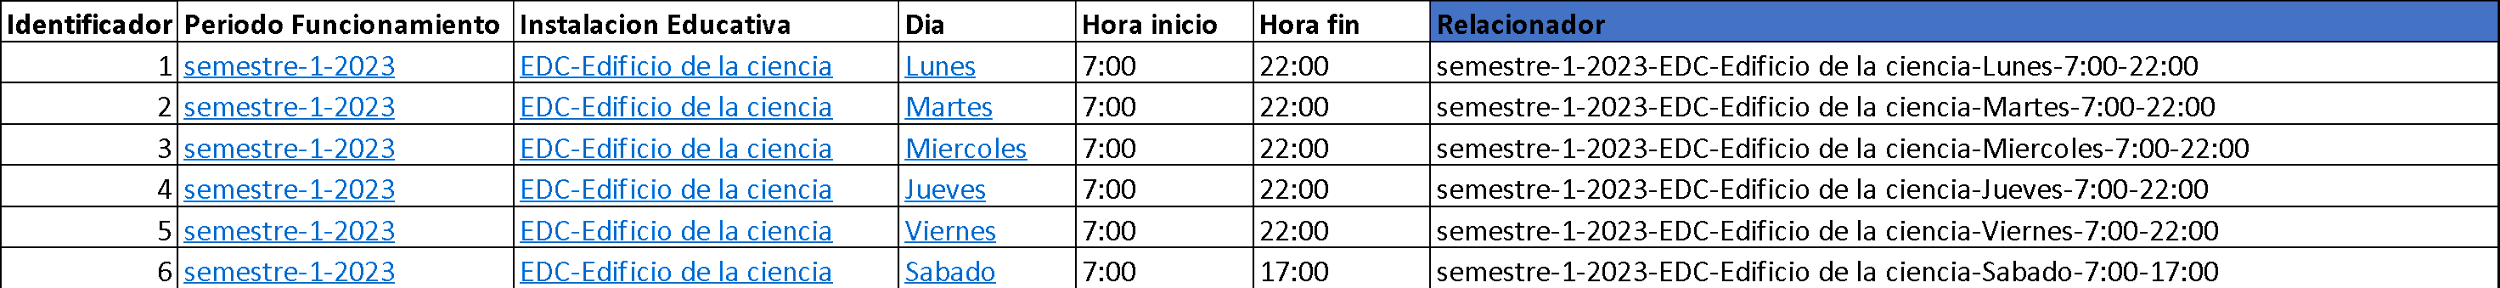 Identificador Periodo Funcionamiento Instalacion Educativa Dia Hora inicio Hora fin Relacionador
1 semestre-1-2023 EDC-Edificio de la ciencia Lunes 7:00 22:00 semestre-1-2023-EDC-Edificio de la ciencia-Lunes-7:00-22:00
2 semestre-1-2023 EDC-Edificio de la ciencia Martes 7:00 22:00 semestre-1-2023-EDC-Edificio de la ciencia-Martes-7:00-22:00
3 semestre-1-2023 EDC-Edificio de la ciencia Miercoles 7:00 22:00 semestre-1-2023-EDC-Edificio de la ciencia-Miercoles-7:00-22:00
4 semestre-1-2023 EDC-Edificio de la ciencia Jueves 7:00 22:00 semestre-1-2023-EDC-Edificio de la ciencia-Jueves-7:00-22:00
5 semestre-1-2023 EDC-Edificio de la ciencia Viernes 7:00 22:00 semestre-1-2023-EDC-Edificio de la ciencia-Viernes-7:00-22:00
6 semestre-1-2023 EDC-Edificio de la ciencia Sabado 7:00 17:00 semestre-1-2023-EDC-Edificio de la ciencia-Sabado-7:00-17:00